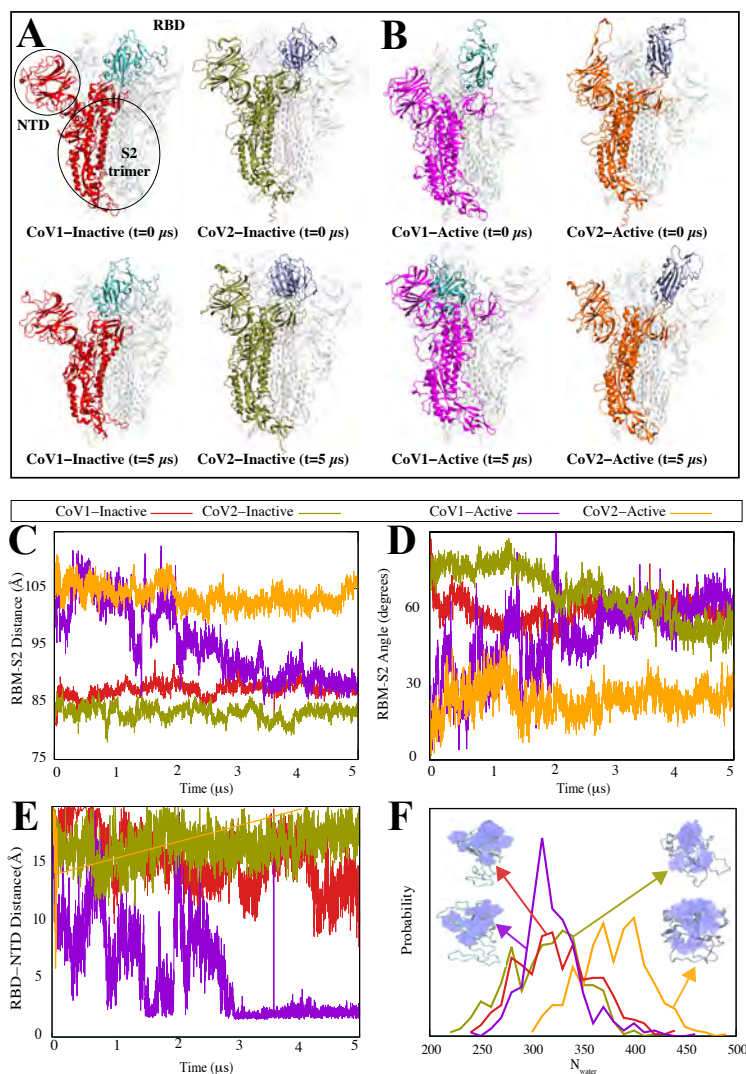 A
RBD
B
NTD
S2
trimer
CoV1−Inactive (t=0 µs)
CoV2−Inactive (t=0 µs)
CoV1−Active (t=0 µs)
CoV2−Active (t=0 µs)
CoV1−Inactive (t=5 µs)
CoV2−Inactive (t=5 µs)
CoV1−Active (t=5 µs)
CoV2−Active (t=5 µs)
CoV1−Inactive
CoV2−Inactive
CoV1−Active
CoV2−Active
C
RBM-S2 Distance (Å)
105
95
85
75
0 1 2 3 4 5
Time (µs)
D
RBM-S2 Angle (degrees)
60
30
0
0 1 2 3 4 5
Time (µs)
E
RBD−NTD Distance(Å)
15
10
5
0
0 1 2 3 4 5
Time (µs)
F
Probability
200 250 300 350 400 450 500
N water